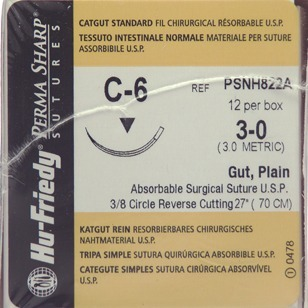 Hu-Friedy PERMA SHARP
SUTURES
CATGUT STANDARD FIL CHIRURGICAL RÉSORBABLE U.S.P.
TESSUTO INTESTINALE NORMALE MATERIALE PER SUTURE
ASSORBIBILE U.S.P.
C-6
REF PSNH822A
12 per box
3-0
(3.0 METRIC)
Gut, Plain
Absorbable Surgical Suture U.S.P.
3/8 Circle Reverse Cutting 27" ( 70 CM)
KATGUT REIN RESORBIERBARES CHIRURGISCHES
NAHTMATERIAL U.S.P.
TRIPA SIMPLE SUTURA QUIRÚRGICA ABSORBIBLE U.S.P.
CATEGUTE SIMPLES SUTURA CIRÚRGICA ABSORVÍVEL
U.S.P.
0478